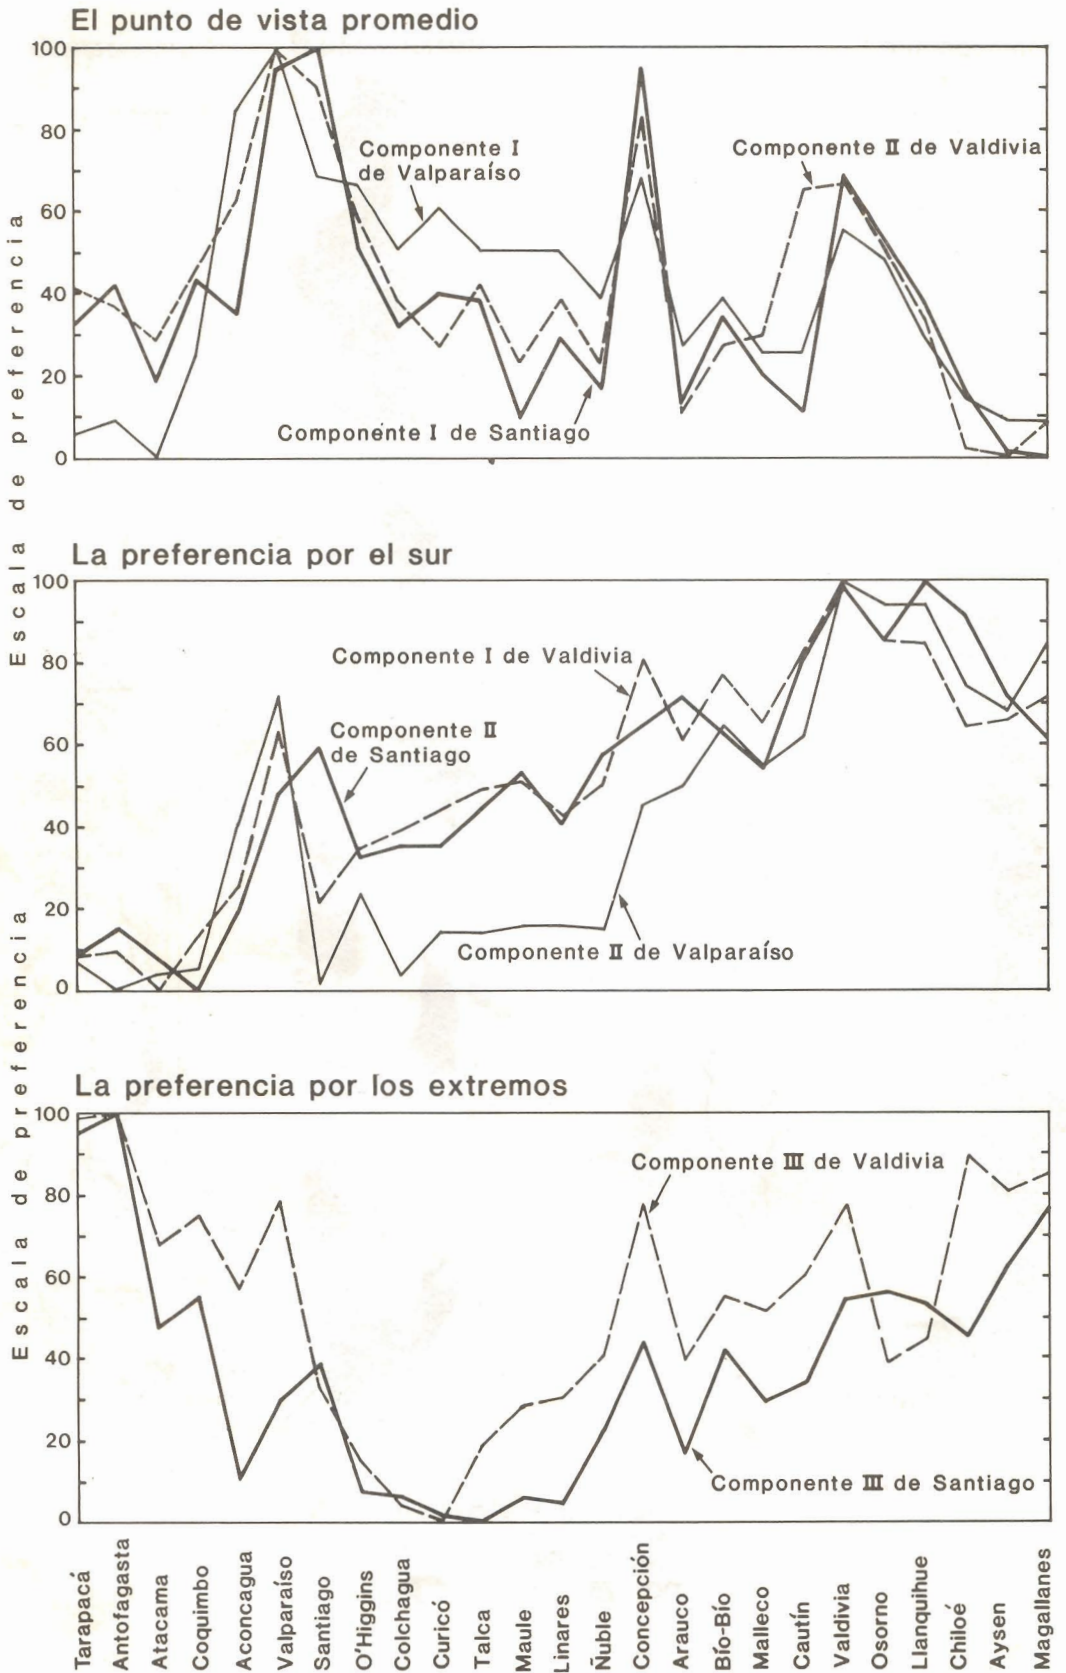 El punto de vista promedio
100
80
60
40
20
0
Componente I
de Valparaíso
Componente II de Valdivia
Componente I de Santiago
Escala de preferencia
La preferencia por el sur
100
80
60
40
20
0
Componente I de Valdivia
Componente II
de Santiago
Componente II de Valparaíso
Escala de preferencia
La preferencia por los extremos
100
80
60
40
20
0
Componente III de Valdivia
Componente III de Santiago
Tarapacá
Antofagasta
Atacama
Coquimbo
Aconcagua
Valparaíso
Santiago
O'Higgins
Colchagua
Curicó
Talca
Maule
Linares
Ñuble
Concepción
Arauco
Bío-Bío
Malleco
Cautín
Valdivia
Osorno
Llanquihue
Chiloé
Aysen
Magallanes